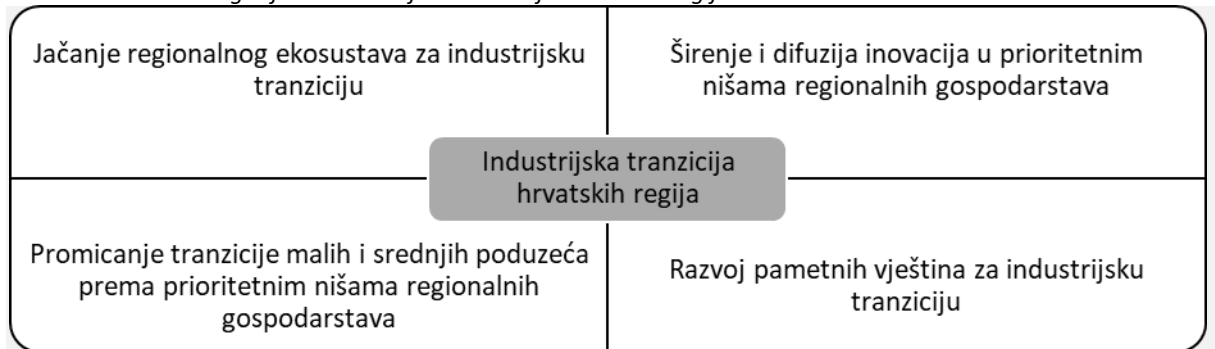 Jačanje regionalnog ekosustava za industrijsku
tranziciju
Širenje i difuzija inovacija u prioritetnim
nišama regionalnih gospodarstava
Industrijska tranzicija
hrvatskih regija
Promicanje tranzicije malih i srednjih poduzeća
prema prioritetnim nišama regionalnih
gospodarstava
Razvoj pametnih vještina za industrijsku
tranziciju